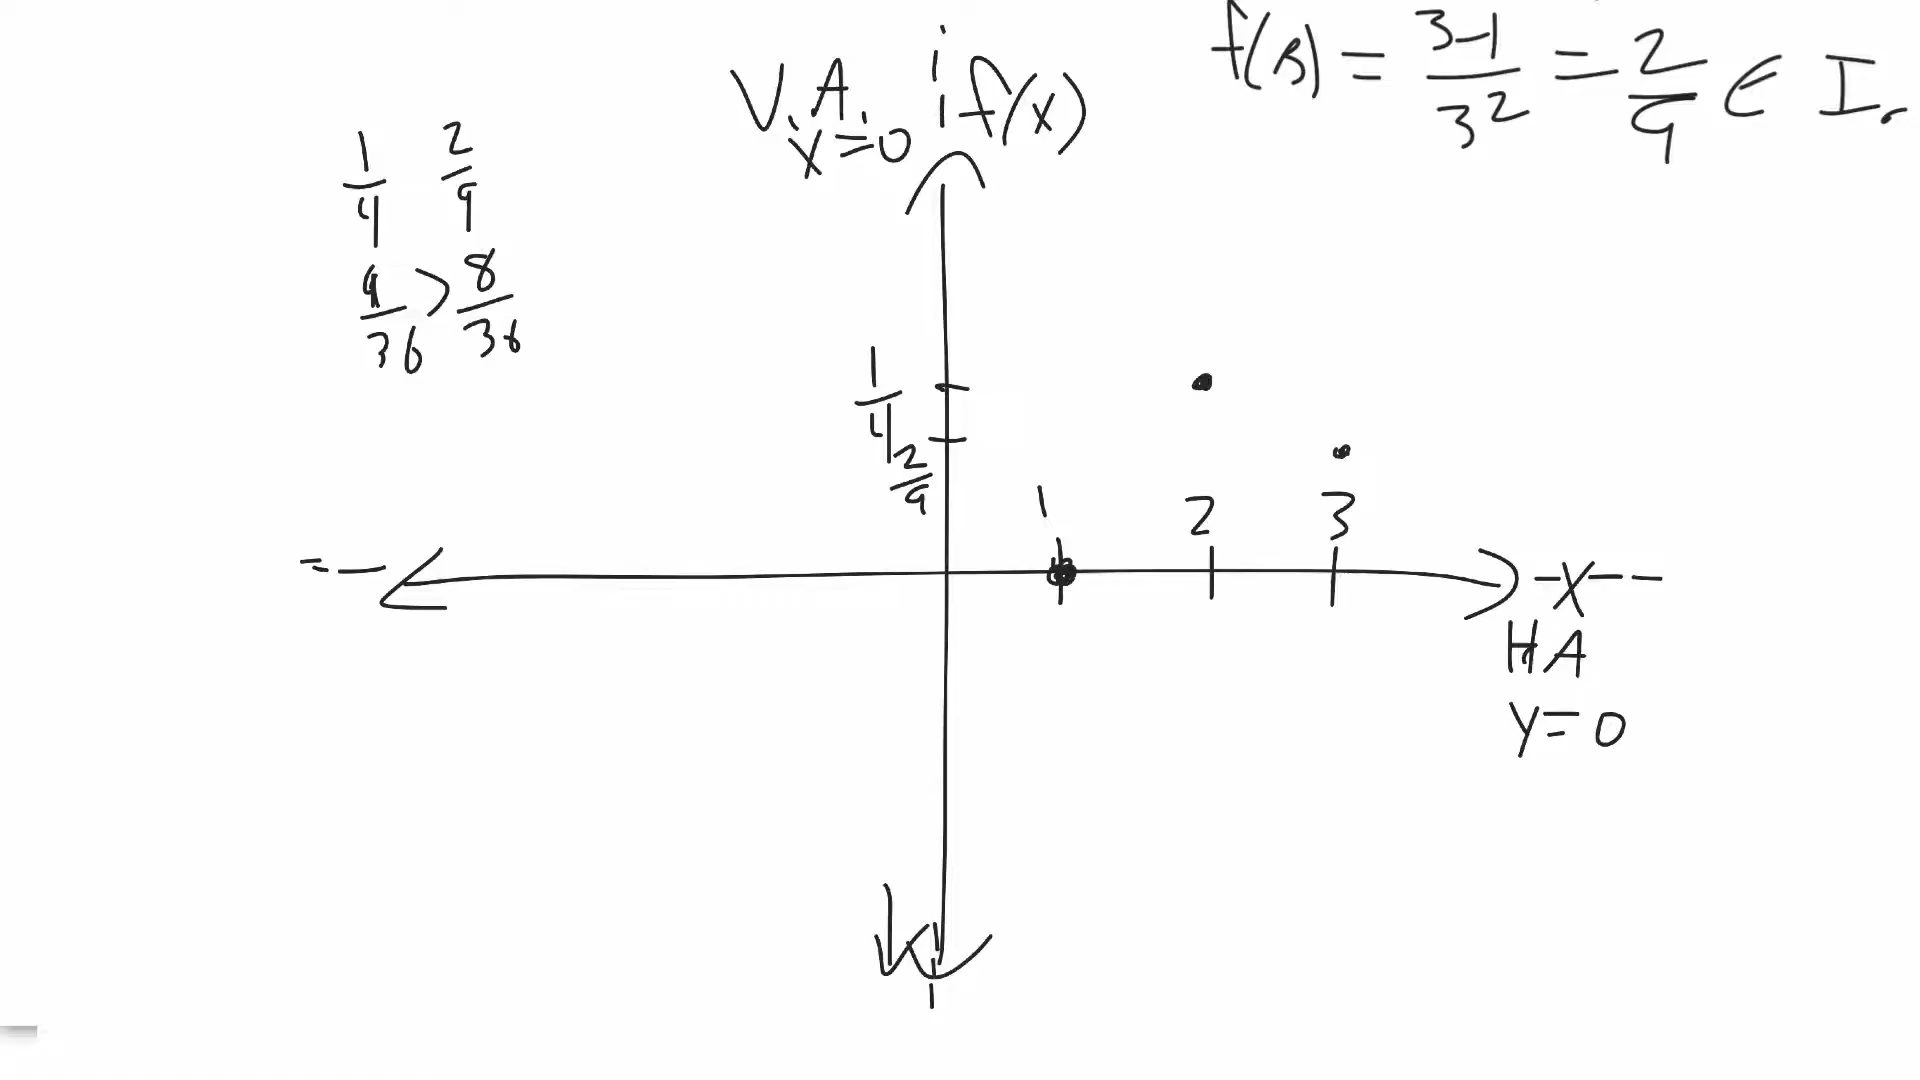 f(3) = 3-1/3² = 2/9 ∈ I.
V.A. f(x)
x=0
1/4 2/9
9/36 > 8/36
1/4
2/9
1 2 3
x
HA
y=0